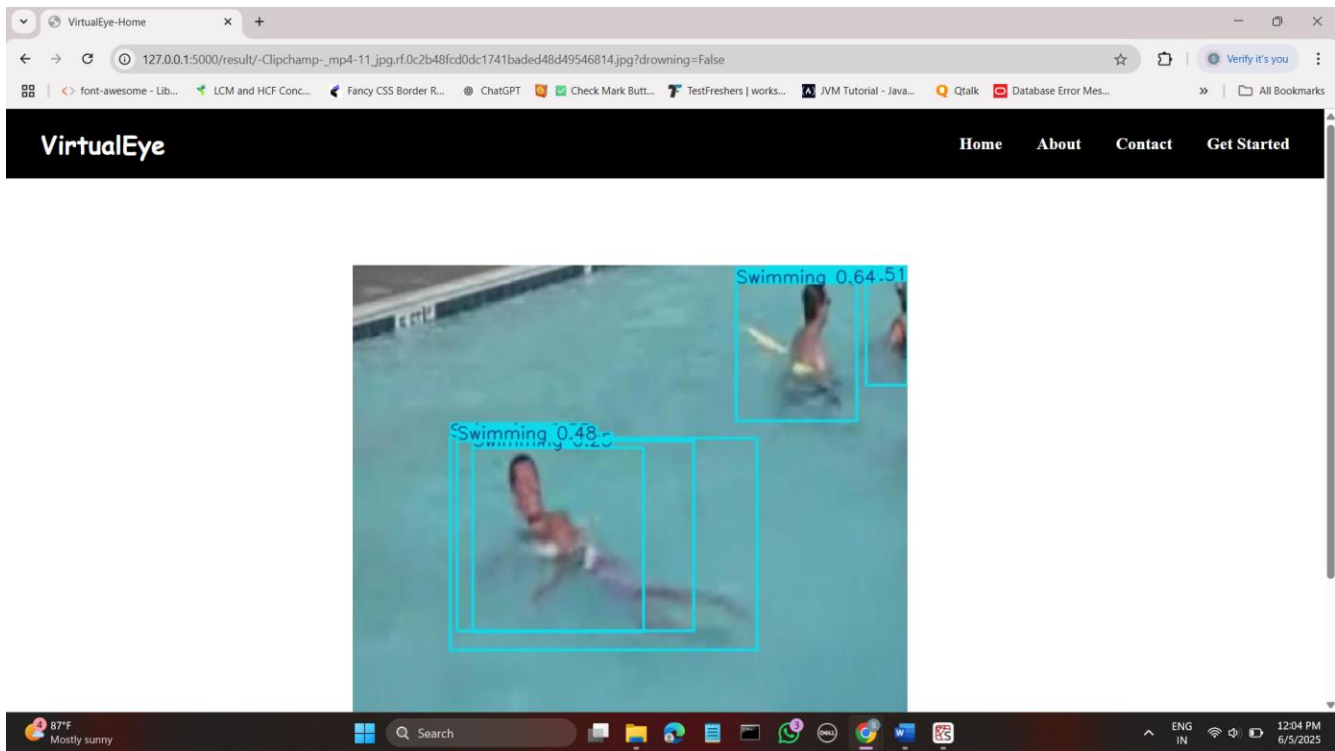 VirtualEye-Home
127.0.0.1:5000/result/-Clipchamp-_mp4-11_jpg.rf.0c2b48fcd0dc1741baded48d49546814.jpg?drowning=False
Verify it's you
font-awesome - Lib...
LCM and HCF Conc...
Fancy CSS Border R...
ChatGPT
Check Mark Butt...
TestFreshers | works...
JVM Tutorial - Java...
Qtalk
Database Error Mes...
All Bookmarks
VirtualEye
Home
About
Contact
Get Started
Swimming 0.64
.51
Swimming 0.48
87°F
Mostly sunny
Search
ENG
IN
12:04 PM
6/5/2025